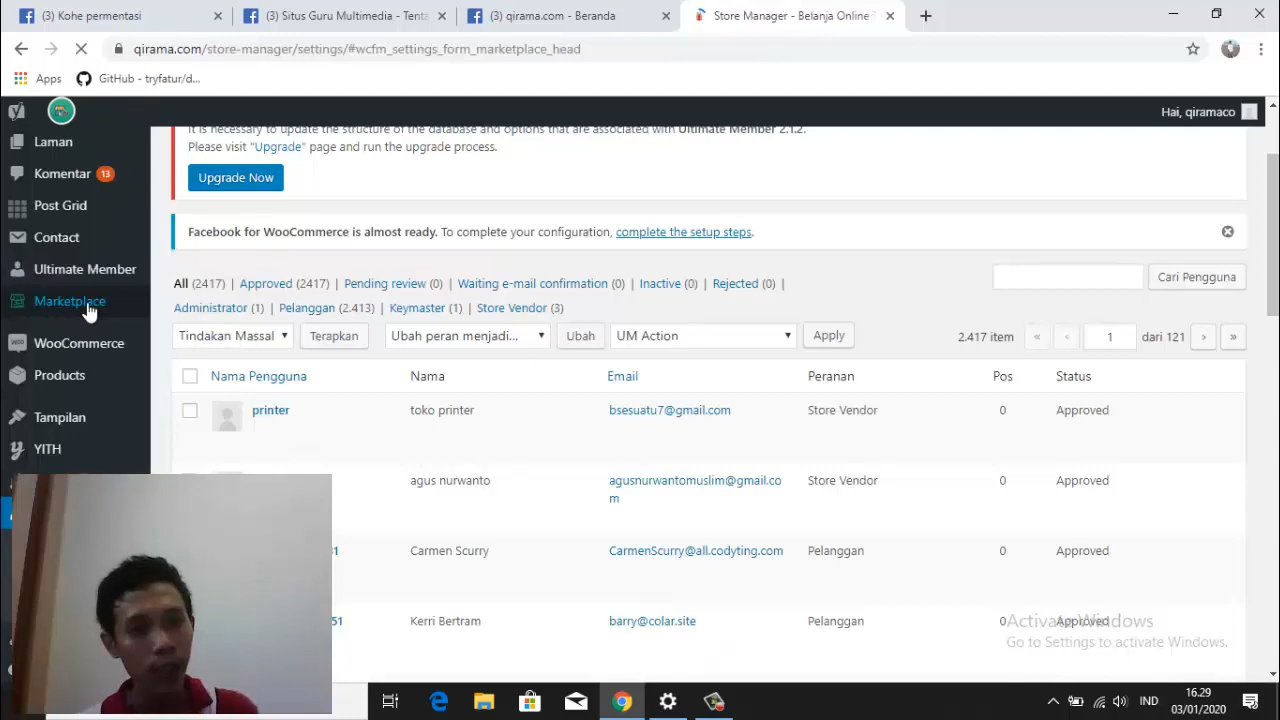 (3) Kohe permentasi
(3) Situs Guru Multimedia - Tenta
(3) qirama.com - Beranda
Store Manager - Belanja Online
qirama.com/store-manager/settings/#wcfm_settings_form_marketplace_head
Apps
GitHub - tryfatur/d...
Hai, qiramaco
Laman
Komentar 13
Post Grid
Contact
Ultimate Member
Marketplace
WooCommerce
Products
Tampilan
YITH
It is necessary to update the structure of the database and options that are associated with Ultimate Member 2.1.2.
Please visit "Upgrade" page and run the upgrade process.
Upgrade Now
Facebook for WooCommerce is almost ready. To complete your configuration, complete the setup steps.
All (2417) | Approved (2417) | Pending review (0) | Waiting e-mail confirmation (0) | Inactive (0) | Rejected (0) |
Administrator (1) | Pelanggan (2.413) | Keymaster (1) | Store Vendor (3)
Cari Pengguna
Tindakan Massal Terapkan Ubah peran menjadi... Ubah UM Action Apply 2.417 item « ‹ 1 dari 121 › »
Nama Pengguna Nama Email Peranan Pos Status
printer toko printer bsesuatu7@gmail.com Store Vendor 0 Approved
agus nurwanto agusnurwantomuslim@gmail.co Store Vendor 0 Approved
m
Carmen Scurry CarmenScurry@all.codyting.com Pelanggan 0 Approved
51 Kerri Bertram barry@colar.site Pelanggan 0 Approved
Activate Windows
Go to Settings to activate Windows.
IND
16.29
03/01/2020